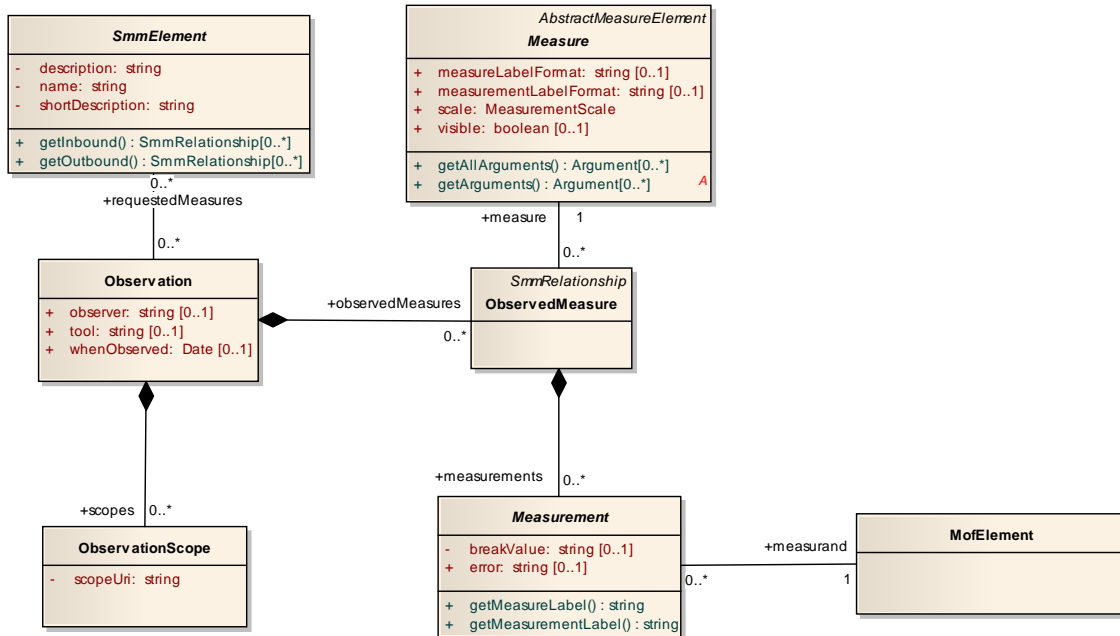 SmmElement
- description: string
- name: string
- shortDescription: string
+ getInbound() : SmmRelationship[0..*]
+ getOutbound() : SmmRelationship[0..*]
AbstractMeasureElement
Measure
+ measureLabelFormat: string [0..1]
+ measurementLabelFormat: string [0..1]
+ scale: MeasurementScale
+ visible: boolean [0..1]
+ getAllArguments() : Argument[0..*]
+ getArguments() : Argument[0..*]
A
0..*
+requestedMeasures
0..*
+measure 1
0..*
Observation
+ observer: string [0..1]
+ tool: string [0..1]
+ whenObserved: Date [0..1]
+observedMeasures
0..*
SmmRelationship
ObservedMeasure
+scopes 0..*
ObservationScope
- scopeUri: string
+measurements 0..*
Measurement
- breakValue: string [0..1]
+ error: string [0..1]
+ getMeasureLabel() : string
+ getMeasurementLabel() : string
+measurand
0..* 1
MofElement